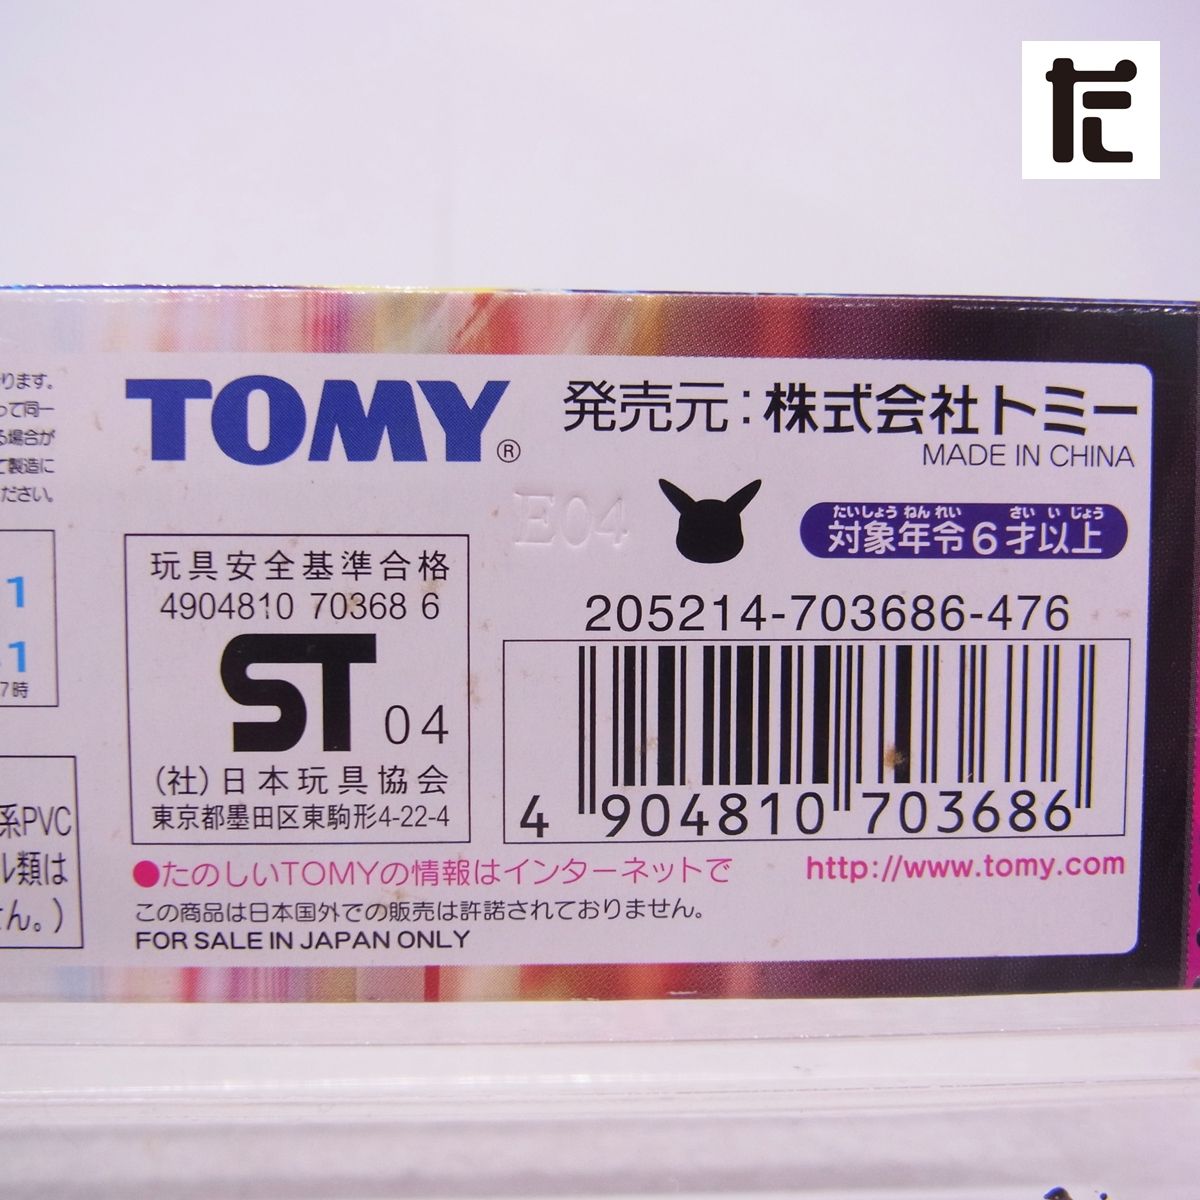 た
ります。
って同一
る場合が
て製造に
ださい。
1
1
7時
系PVC
ル類は
せん。)
TOMY®
発売元:株式会社トミー
MADE IN CHINA
E04
たいしょう ねん れい さい い じょう
対象年令6才以上
玩具安全基準合格
4904810 70368 6
ST 04
(社)日本玩具協会
東京都墨田区東駒形4-22-4
205214-703686-476
4 904810 703686
●たのしいTOMYの情報はインターネットで http://www.tomy.com
この商品は日本国外での販売は許諾されておりません。
FOR SALE IN JAPAN ONLY